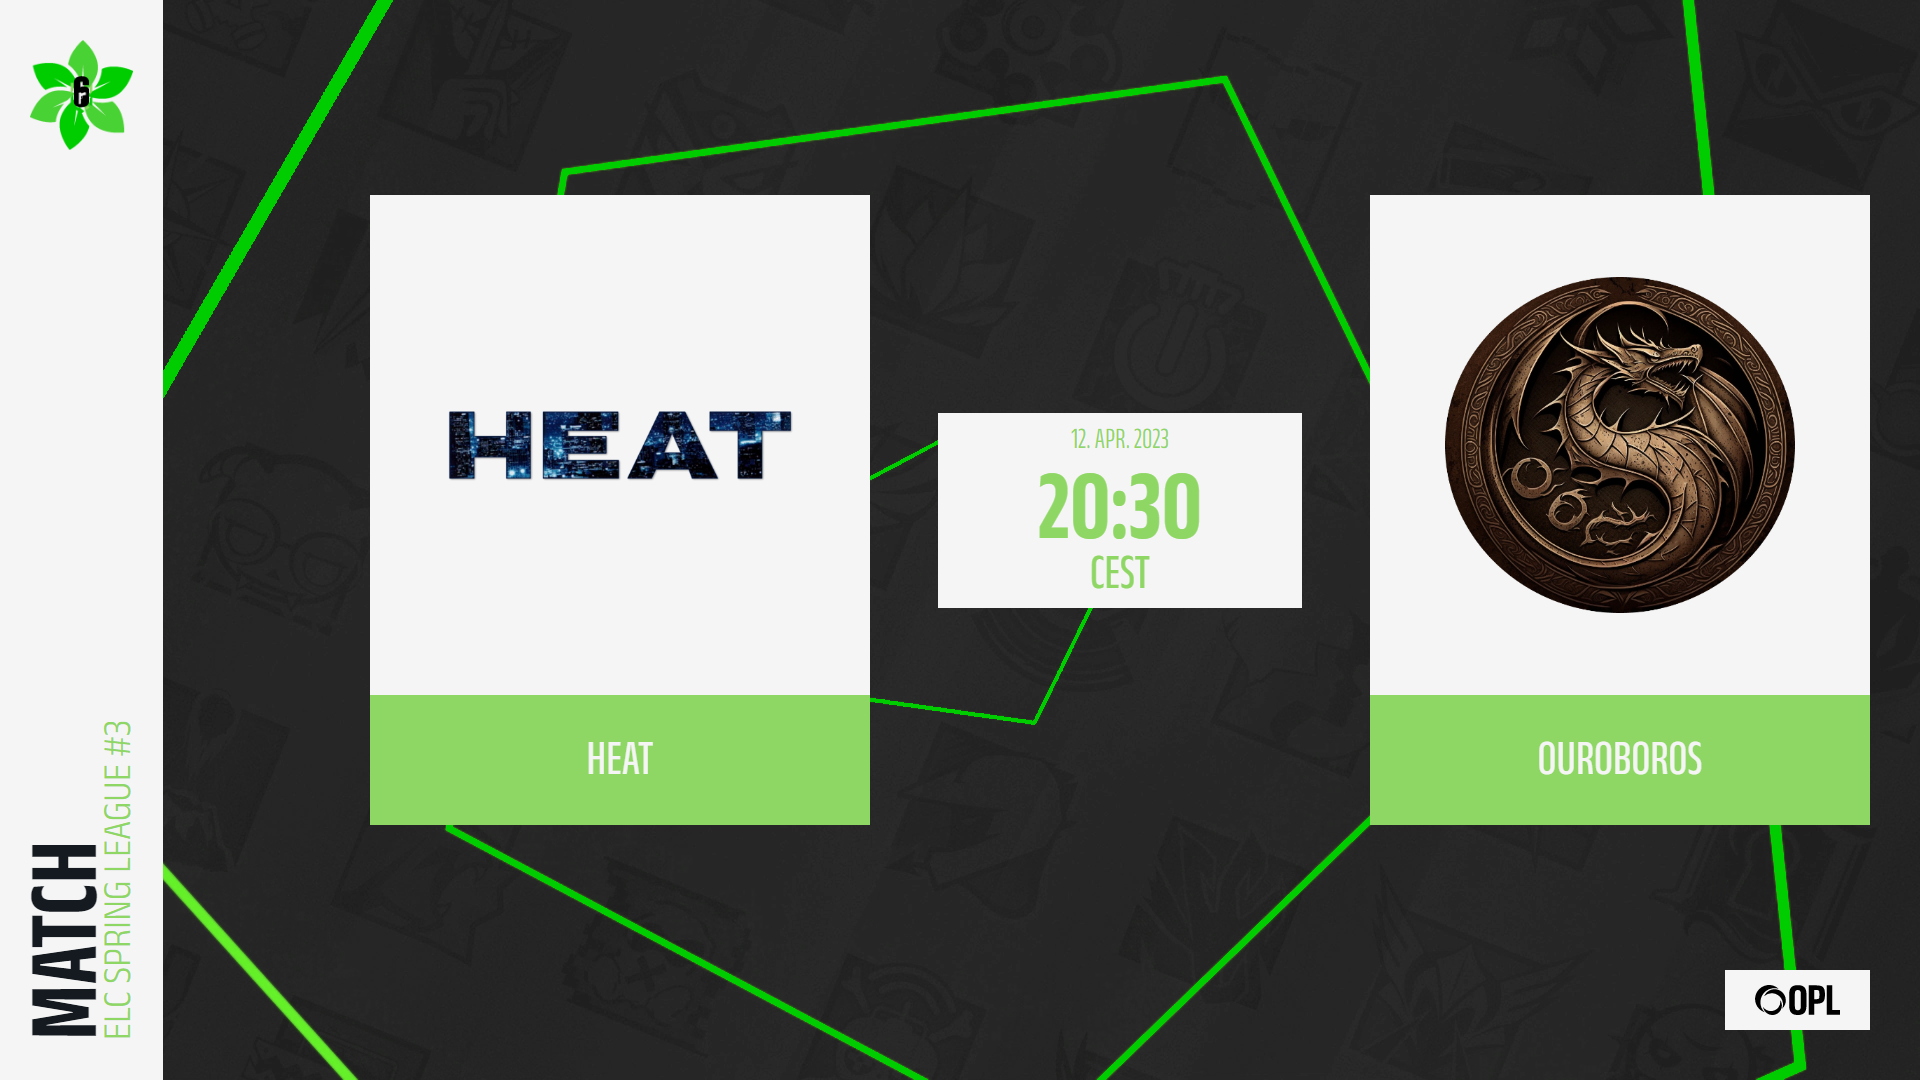 MATCH
ELC SPRING LEAGUE #3
HEAT
HEAT
12. APR. 2023
20:30
CEST
OUROBOROS
OPL